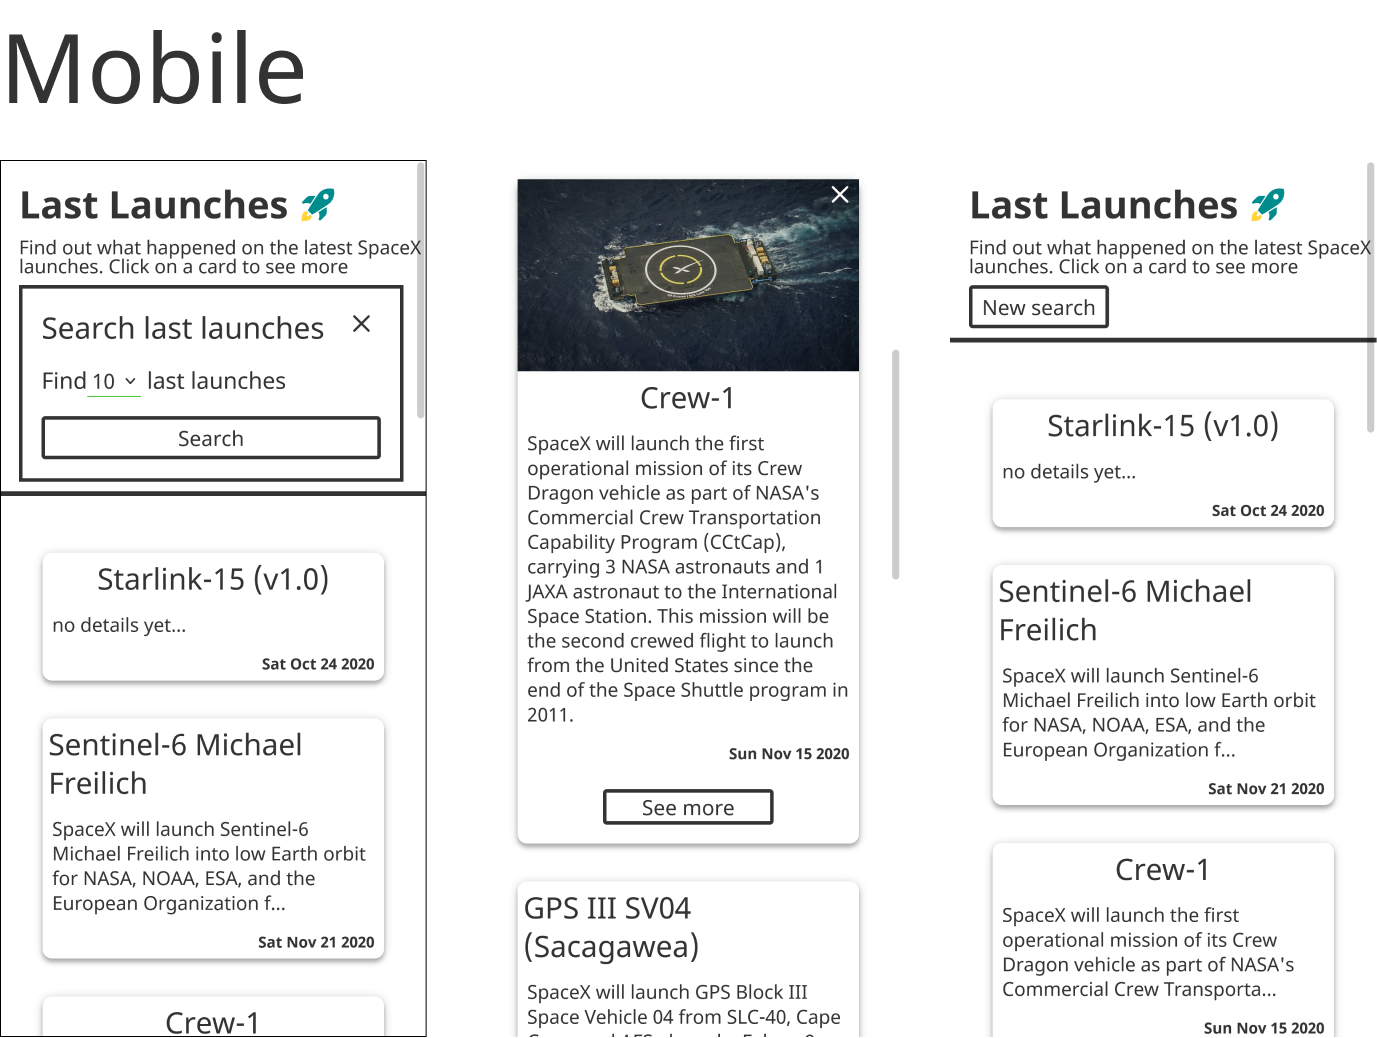 Mobile
Last Launches
Find out what happened on the latest SpaceX
launches. Click on a card to see more
Search last launches
Find 10 last launches
Search
Starlink-15 (v1.0)
no details yet...
Sat Oct 24 2020
Sentinel-6 Michael
Freilich
SpaceX will launch Sentinel-6
Michael Freilich into low Earth orbit
for NASA, NOAA, ESA, and the
European Organization f...
Sat Nov 21 2020
Crew-1
Crew-1
SpaceX will launch the first
operational mission of its Crew
Dragon vehicle as part of NASA's
Commercial Crew Transportation
Capability Program (CCtCap),
carrying 3 NASA astronauts and 1
JAXA astronaut to the International
Space Station. This mission will be
the second crewed flight to launch
from the United States since the
end of the Space Shuttle program in
2011.
Sun Nov 15 2020
See more
GPS III SV04
(Sacagawea)
SpaceX will launch GPS Block III
Space Vehicle 04 from SLC-40, Cape
Last Launches
Find out what happened on the latest SpaceX
launches. Click on a card to see more
New search
Starlink-15 (v1.0)
no details yet...
Sat Oct 24 2020
Sentinel-6 Michael
Freilich
SpaceX will launch Sentinel-6
Michael Freilich into low Earth orbit
for NASA, NOAA, ESA, and the
European Organization f...
Sat Nov 21 2020
Crew-1
SpaceX will launch the first
operational mission of its Crew
Dragon vehicle as part of NASA's
Commercial Crew Transporta...
Sun Nov 15 2020